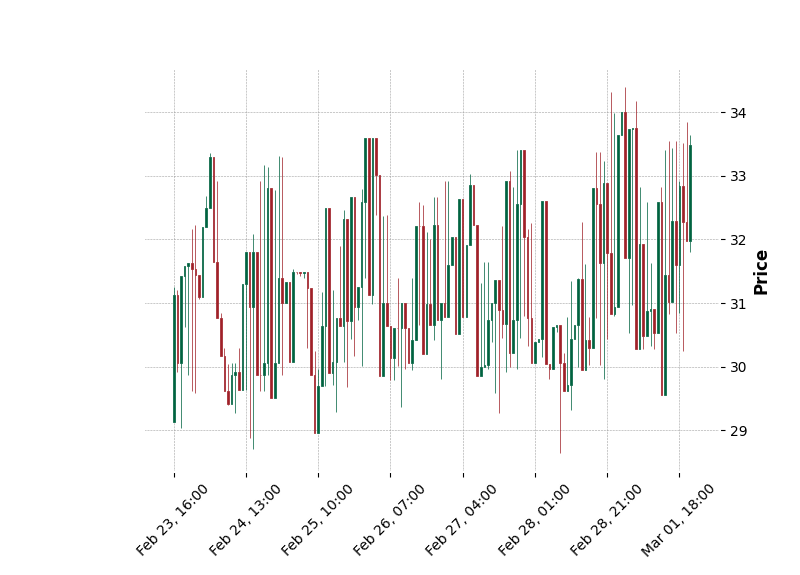 34
33
32
31
30
29
Price
Feb 23, 16:00
Feb 24, 13:00
Feb 25, 10:00
Feb 26, 07:00
Feb 27, 04:00
Feb 28, 01:00
Feb 28, 21:00
Mar 01, 18:00